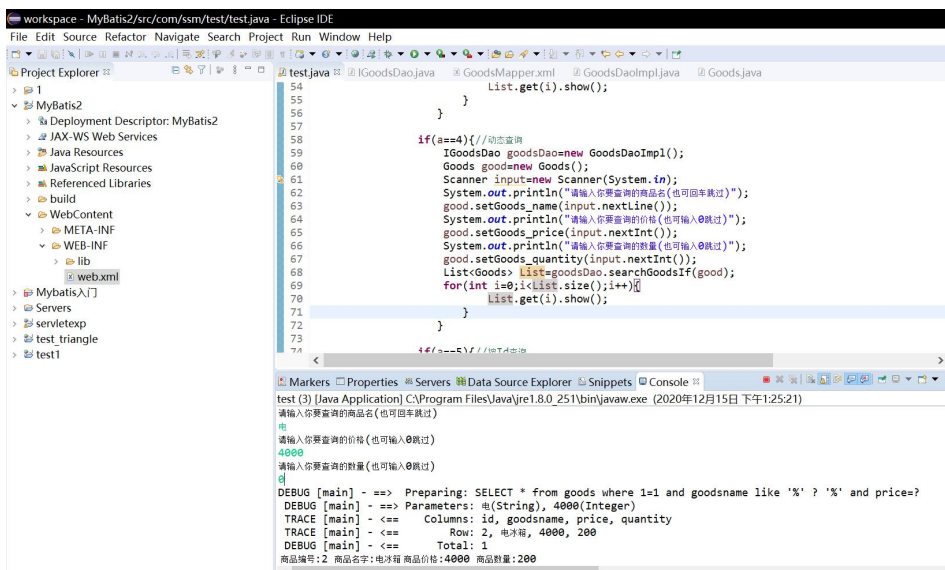 workspace - MyBatis2/src/com/ssm/test/test.java - Eclipse IDE
File Edit Source Refactor Navigate Search Project Run Window Help
Project Explorer
1
MyBatis2
Deployment Descriptor: MyBatis2
JAX-WS Web Services
Java Resources
JavaScript Resources
Referenced Libraries
build
WebContent
META-INF
WEB-INF
lib
web.xml
Mybatis入门
Servers
servletexp
test_triangle
test1
test.java IGoodsDao.java GoodsMapper.xml GoodsDaoImpl.java Goods.java
54 List.get(i).show();
55 }
56 }
57
58 if(a==4){//动态查询
59 IGoodsDao goodsDao=new GoodsDaoImpl();
60 Goods good=new Goods();
61 Scanner input=new Scanner(System.in);
62 System.out.println("请输入你要查询的商品名(也可回车跳过)");
63 good.setGoods_name(input.nextLine());
64 System.out.println("请输入你要查询的价格(也可输入0跳过)");
65 good.setGoods_price(input.nextInt());
66 System.out.println("请输入你要查询的数量(也可输入0跳过)");
67 good.setGoods_quantity(input.nextInt());
68 List<Goods> List=goodsDao.searchGoodsIf(good);
69 for(int i=0;i<List.size();i++){
70 List.get(i).show();
71 }
72 }
73
74 if(a==5){//按Id查询
Markers Properties Servers Data Source Explorer Snippets Console
test (3) [Java Application] C:\Program Files\Java\jre1.8.0_251\bin\javaw.exe (2020年12月15日 下午1:25:21)
请输入你要查询的商品名(也可回车跳过)
电
请输入你要查询的价格(也可输入0跳过)
4000
请输入你要查询的数量(也可输入0跳过)
0
DEBUG [main] - ==> Preparing: SELECT * from goods where 1=1 and goodsname like '%' ? '%' and price=?
DEBUG [main] - ==> Parameters: 电(String), 4000(Integer)
TRACE [main] - <== Columns: id, goodsname, price, quantity
TRACE [main] - <== Row: 2, 电冰箱, 4000, 200
DEBUG [main] - <== Total: 1
商品编号:2 商品名字:电冰箱 商品价格:4000 商品数量:200